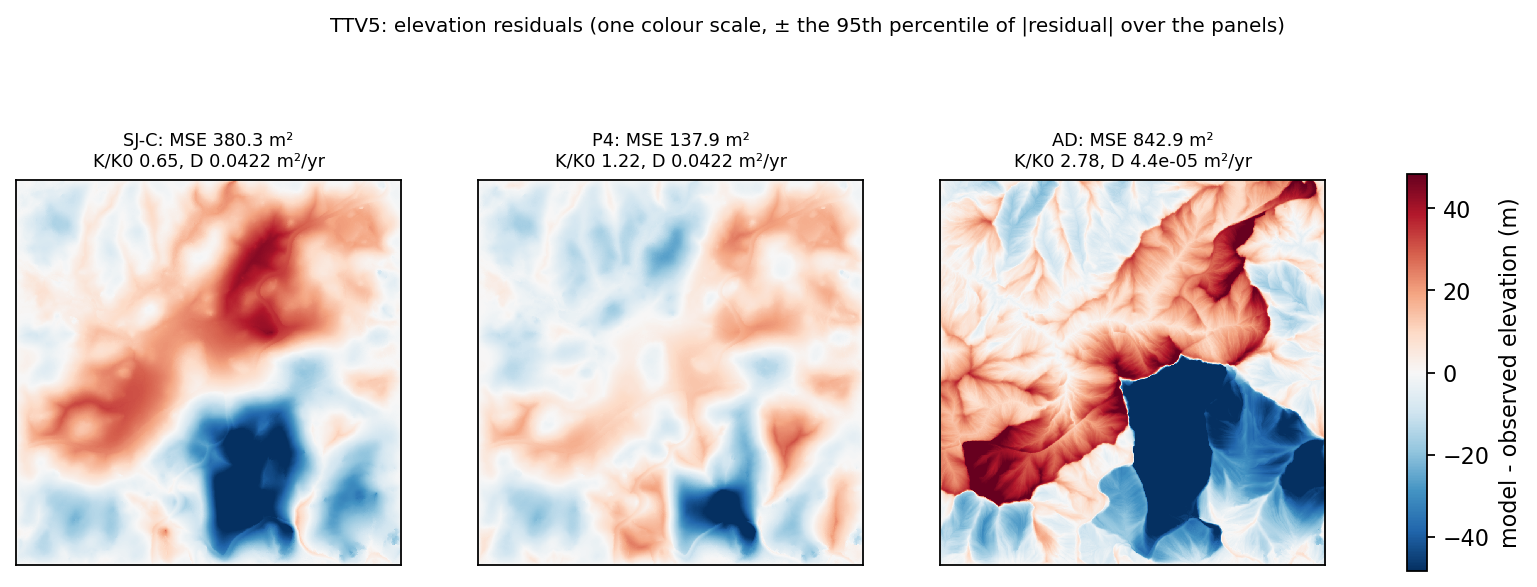 TTV5: elevation residuals (one colour scale, ± the 95th percentile of |residual| over the panels)
SJ-C: MSE 380.3 m²
K/K0 0.65, D 0.0422 m²/yr
P4: MSE 137.9 m²
K/K0 1.22, D 0.0422 m²/yr
AD: MSE 842.9 m²
K/K0 2.78, D 4.4e-05 m²/yr
40
20
0
−20
−40
model - observed elevation (m)